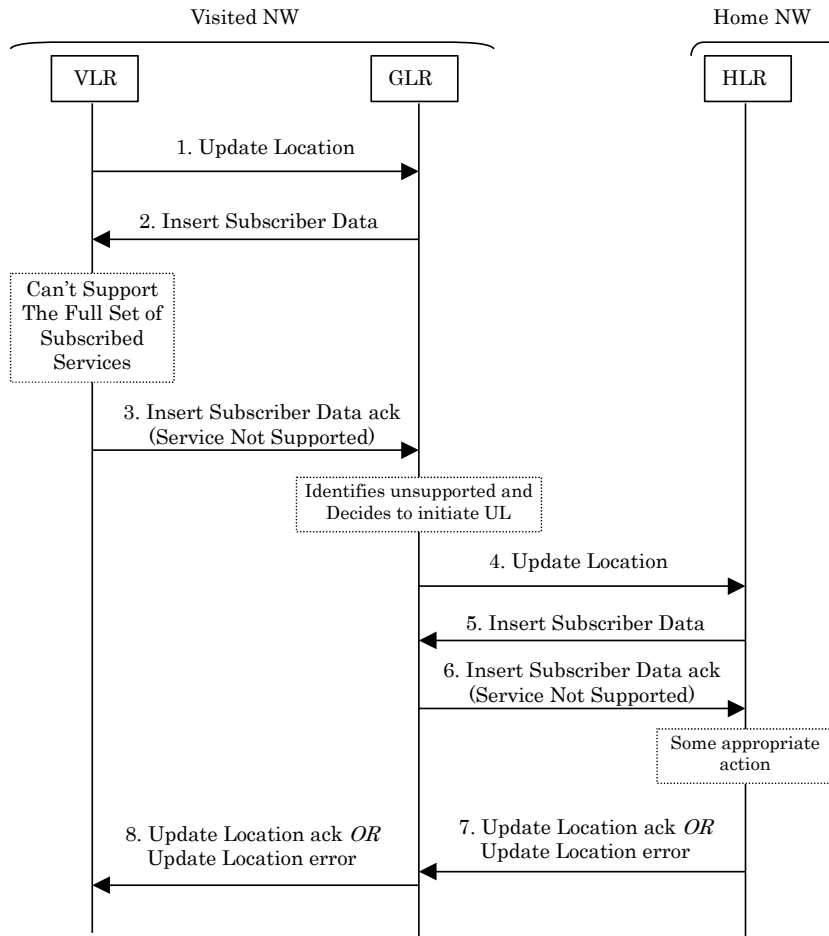 Visited NW
Home NW
VLR
GLR
HLR
1. Update Location
2. Insert Subscriber Data
Can't Support
The Full Set of
Subscribed
Services
3. Insert Subscriber Data ack
(Service Not Supported)
Identifies unsupported and
Decides to initiate UL
4. Update Location
5. Insert Subscriber Data
6. Insert Subscriber Data ack
(Service Not Supported)
Some appropriate
action
7. Update Location ack OR
Update Location error
8. Update Location ack OR
Update Location error